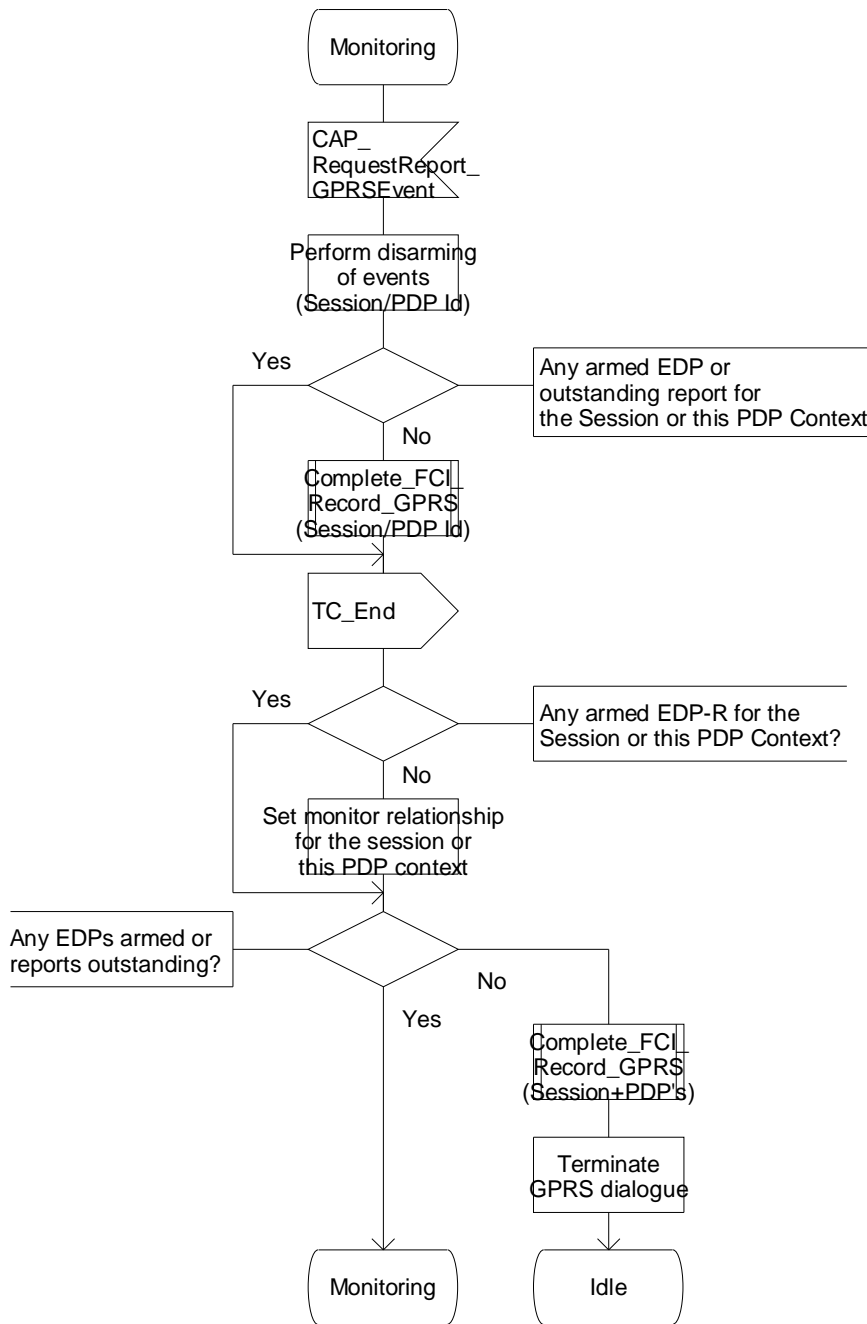 Monitoring
CAP_
RequestReport_
GPRSEvent
Perform disarming
of events
(Session/PDP Id)
Yes
Any armed EDP or
outstanding report for
the Session or this PDP Context
No
Complete_FCI_
Record_GPRS
(Session/PDP Id)
TC_End
Yes
Any armed EDP-R for the
Session or this PDP Context?
No
Set monitor relationship
for the session or
this PDP context
Any EDPs armed or
reports outstanding?
No
Yes
Complete_FCI_
Record_GPRS
(Session+PDP's)
Terminate
GPRS dialogue
Monitoring
Idle